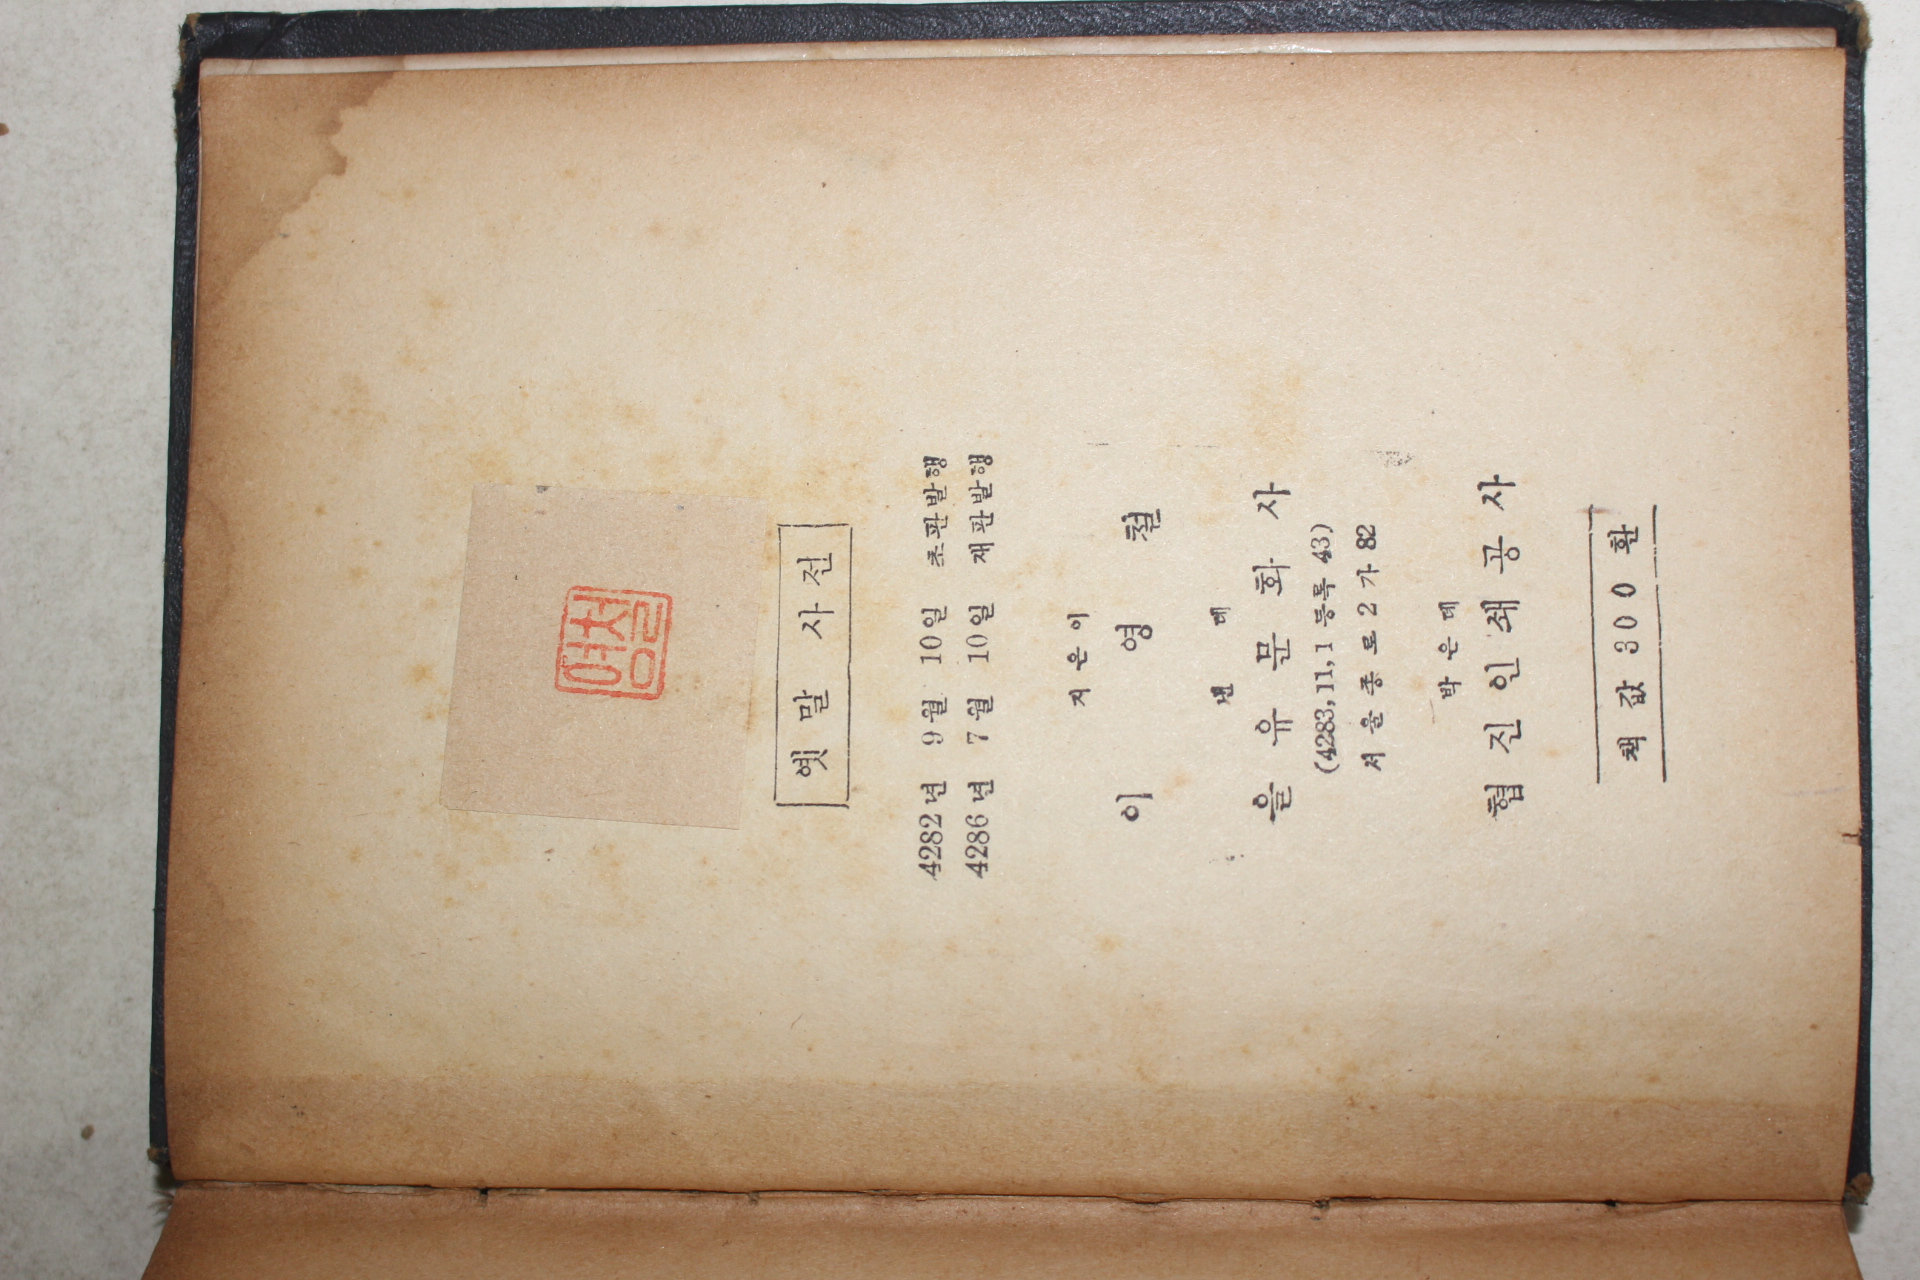 영철
옛말 사전
4282년 9월 10일 초판발행
4286년 7월 10일 재판발행
지은이
이 영 철
낸 데
을유문화사
(4283,11,1 등록 43)
서울 종로 2가 82
박은데
협진인쇄공사
책값 300 환